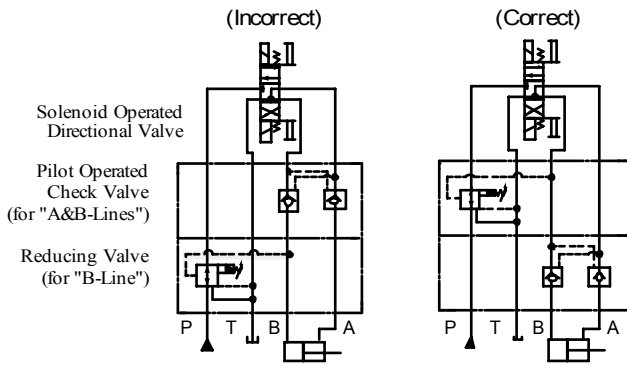 (Incorrect)
(Correct)
Solenoid Operated
Directional Valve
Pilot Operated
Check Valve
(for "A&B-Lines")
Reducing Valve
(for "B-Line")
P T B A
P T B A